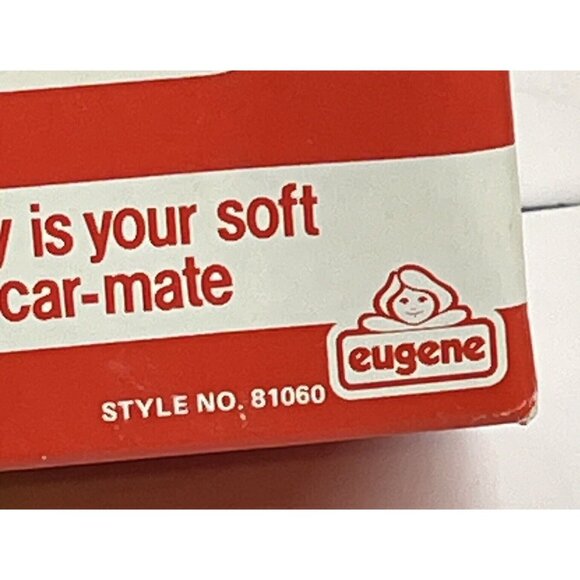 is your soft
car-mate
eugene
STYLE NO. 81060